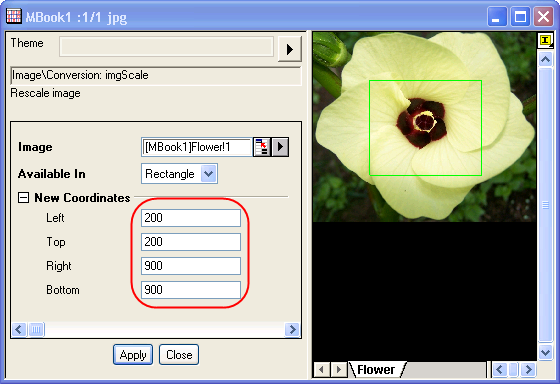 MBook1 :1/1 jpg
Theme
Image\Conversion: imgScale
Rescale image
Image [MBook1]Flower!1
Available In Rectangle
New Coordinates
Left 200
Top 200
Right 900
Bottom 900
Apply Close
Flower